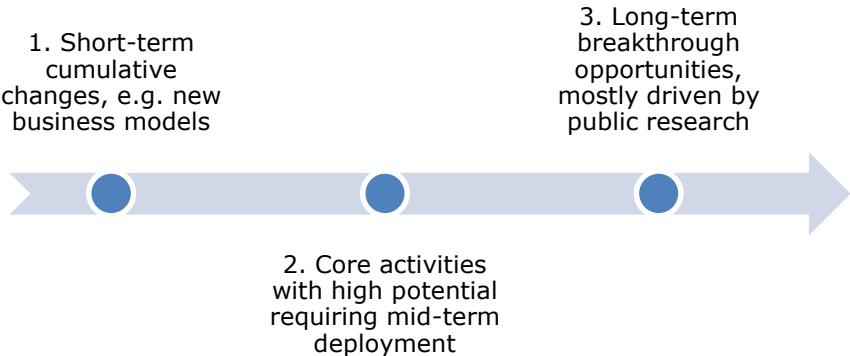 1. Short-term
cumulative
changes, e.g. new
business models
2. Core activities
with high potential
requiring mid-term
deployment
3. Long-term
breakthrough
opportunities,
mostly driven by
public research